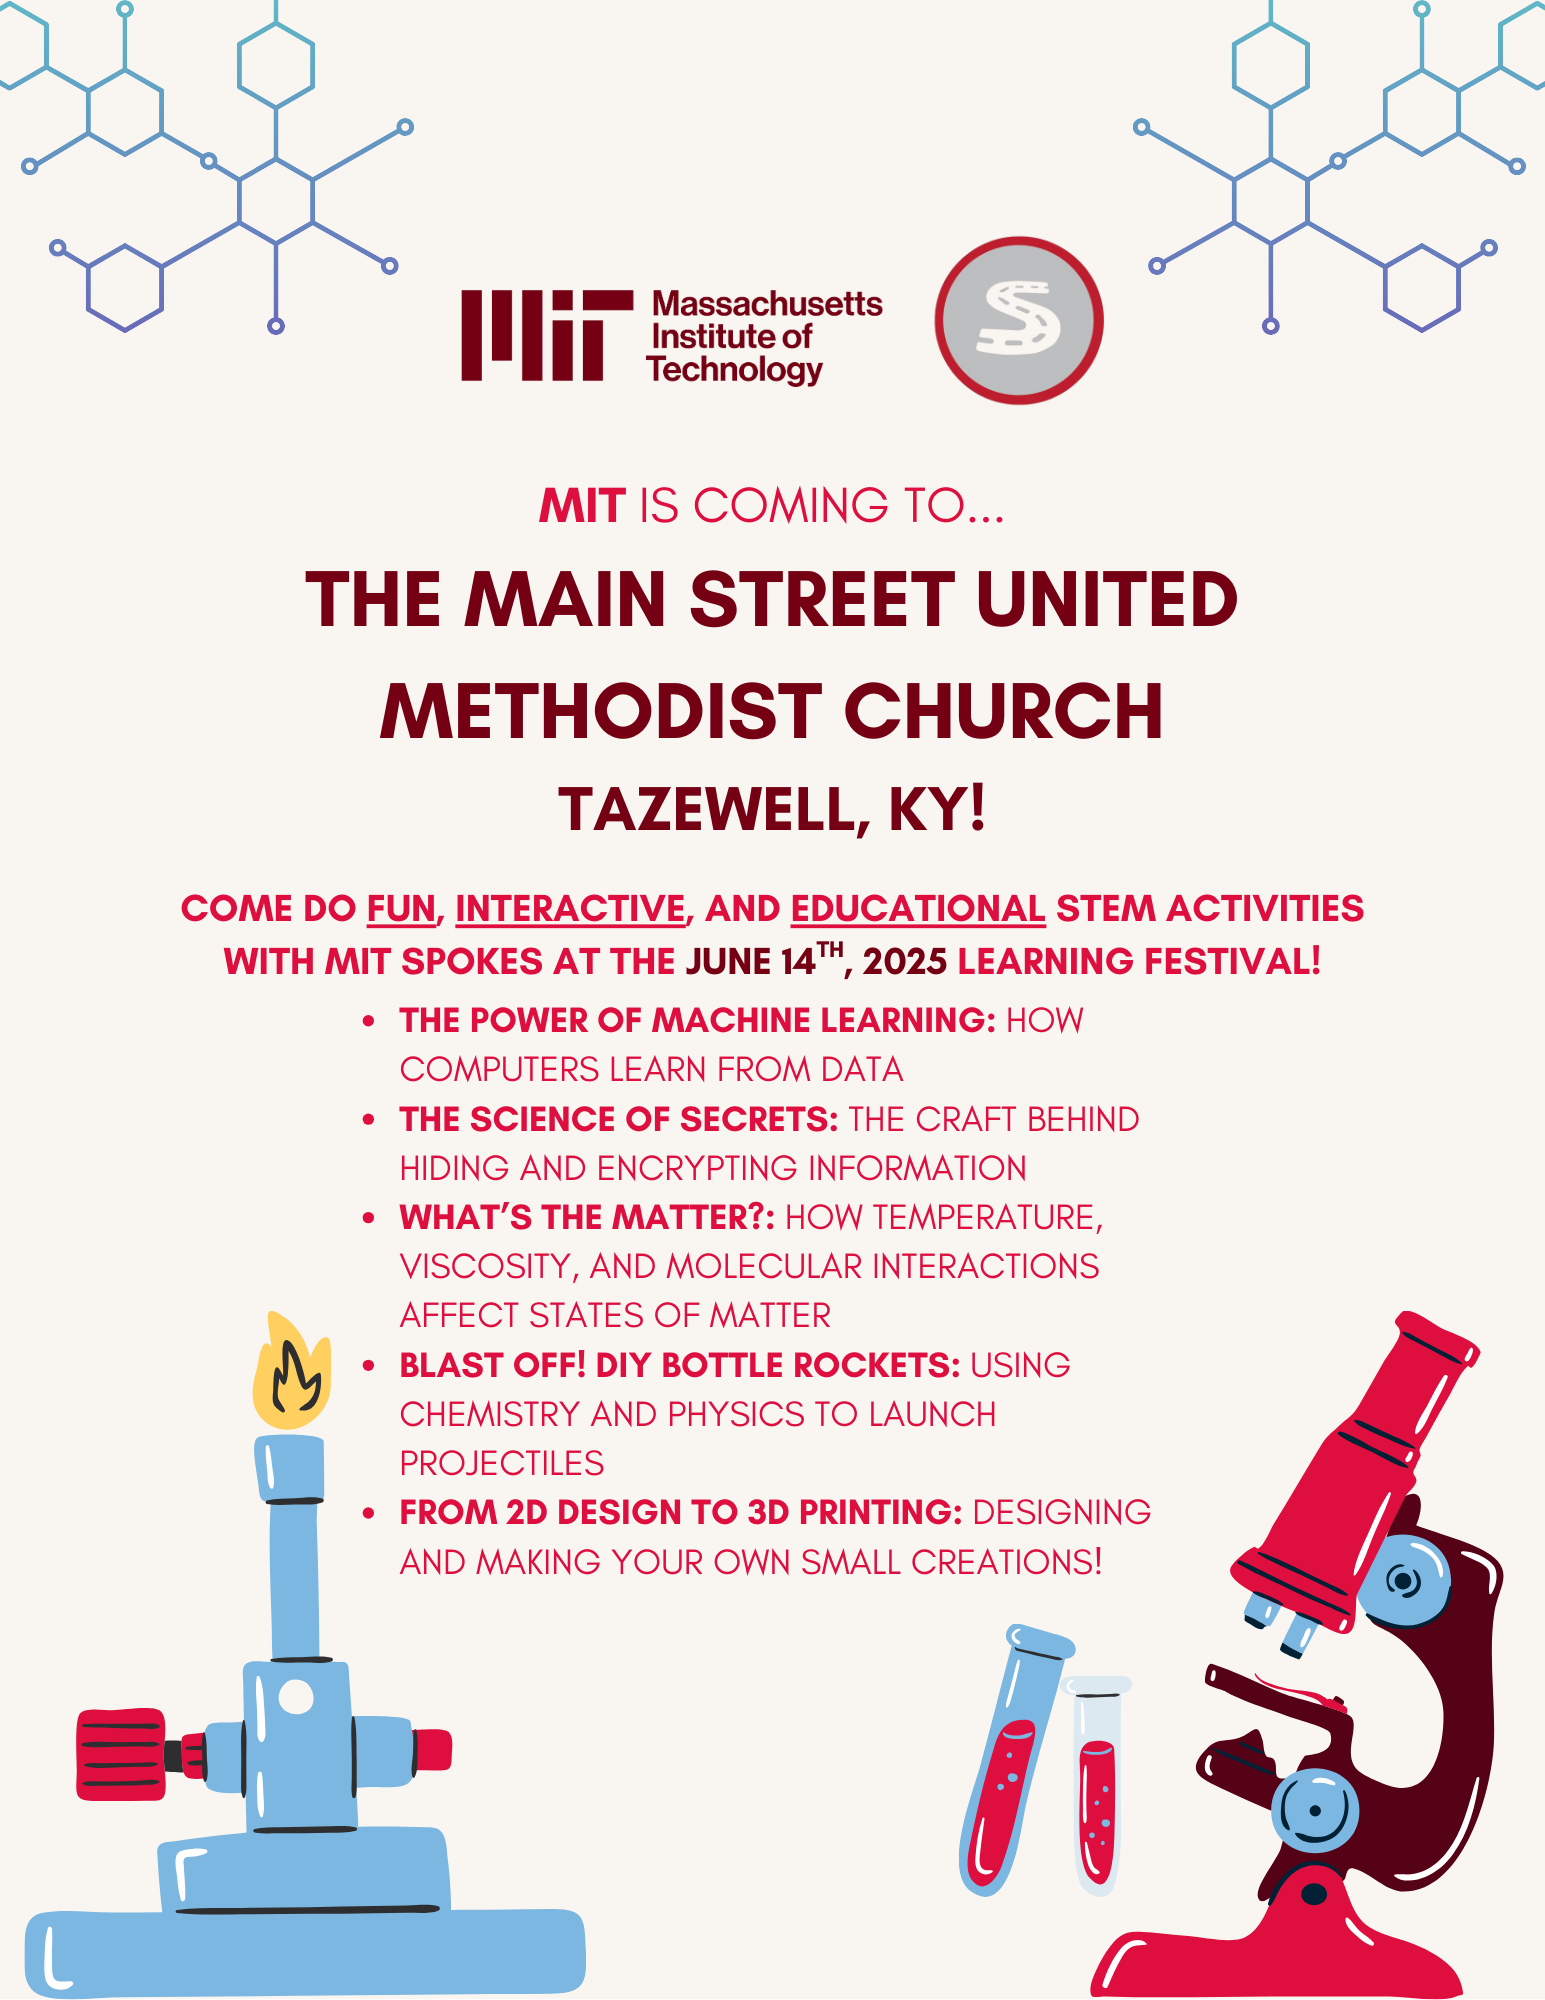 Massachusetts
Institute of
Technology
MIT IS COMING TO...
THE MAIN STREET UNITED
METHODIST CHURCH
TAZEWELL, KY!
COME DO FUN, INTERACTIVE, AND EDUCATIONAL STEM ACTIVITIES
WITH MIT SPOKES AT THE JUNE 14TH, 2025 LEARNING FESTIVAL!
• THE POWER OF MACHINE LEARNING: HOW
COMPUTERS LEARN FROM DATA
• THE SCIENCE OF SECRETS: THE CRAFT BEHIND
HIDING AND ENCRYPTING INFORMATION
• WHAT'S THE MATTER?: HOW TEMPERATURE,
VISCOSITY, AND MOLECULAR INTERACTIONS
AFFECT STATES OF MATTER
• BLAST OFF! DIY BOTTLE ROCKETS: USING
CHEMISTRY AND PHYSICS TO LAUNCH
PROJECTILES
• FROM 2D DESIGN TO 3D PRINTING: DESIGNING
AND MAKING YOUR OWN SMALL CREATIONS!